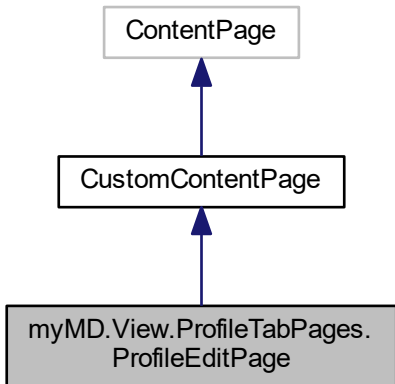 ContentPage
CustomContentPage
myMD.View.ProfileTabPages.
ProfileEditPage